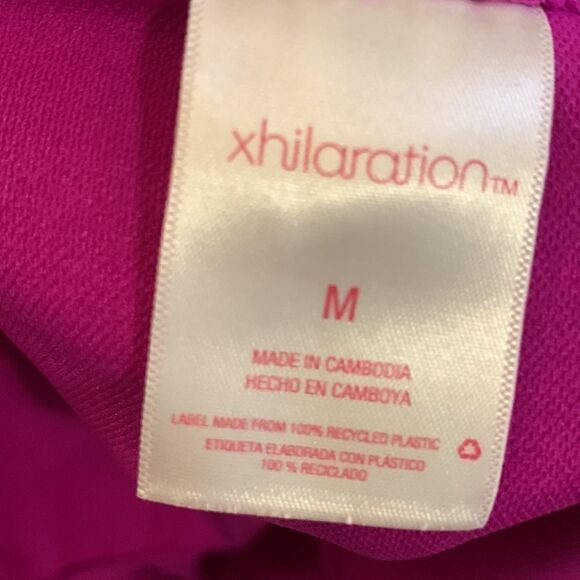 xhilaration™
M
MADE IN CAMBODIA
HECHO EN CAMBOYA
LABEL MADE FROM 100% RECYCLED PLASTIC
ETIQUETA ELABORADA CON PLÁSTICO
100 % RECICLADO